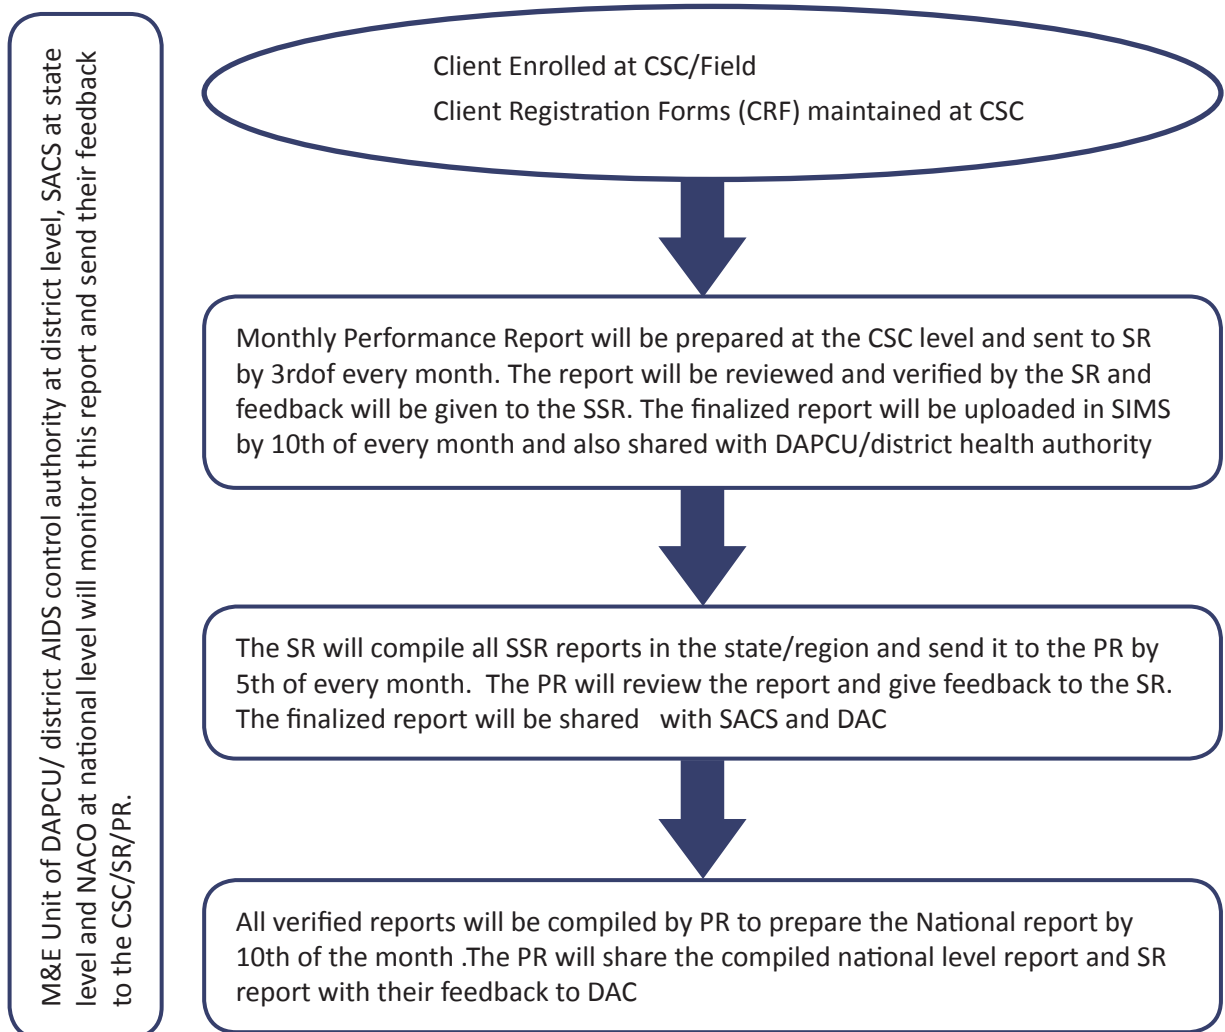 M&E Unit of DAPCU/ district AIDS control authority at district level, SACS at state
level and NACO at national level will monitor this report and send their feedback
to the CSC/SR/PR.
Client Enrolled at CSC/Field
Client Registration Forms (CRF) maintained at CSC
Monthly Performance Report will be prepared at the CSC level and sent to SR
by 3rdof every month. The report will be reviewed and verified by the SR and
feedback will be given to the SSR. The finalized report will be uploaded in SIMS
by 10th of every month and also shared with DAPCU/district health authority
The SR will compile all SSR reports in the state/region and send it to the PR by
5th of every month.  The PR will review the report and give feedback to the SR.
The finalized report will be shared   with SACS and DAC
All verified reports will be compiled by PR to prepare the National report by
10th of the month .The PR will share the compiled national level report and SR
report with their feedback to DAC